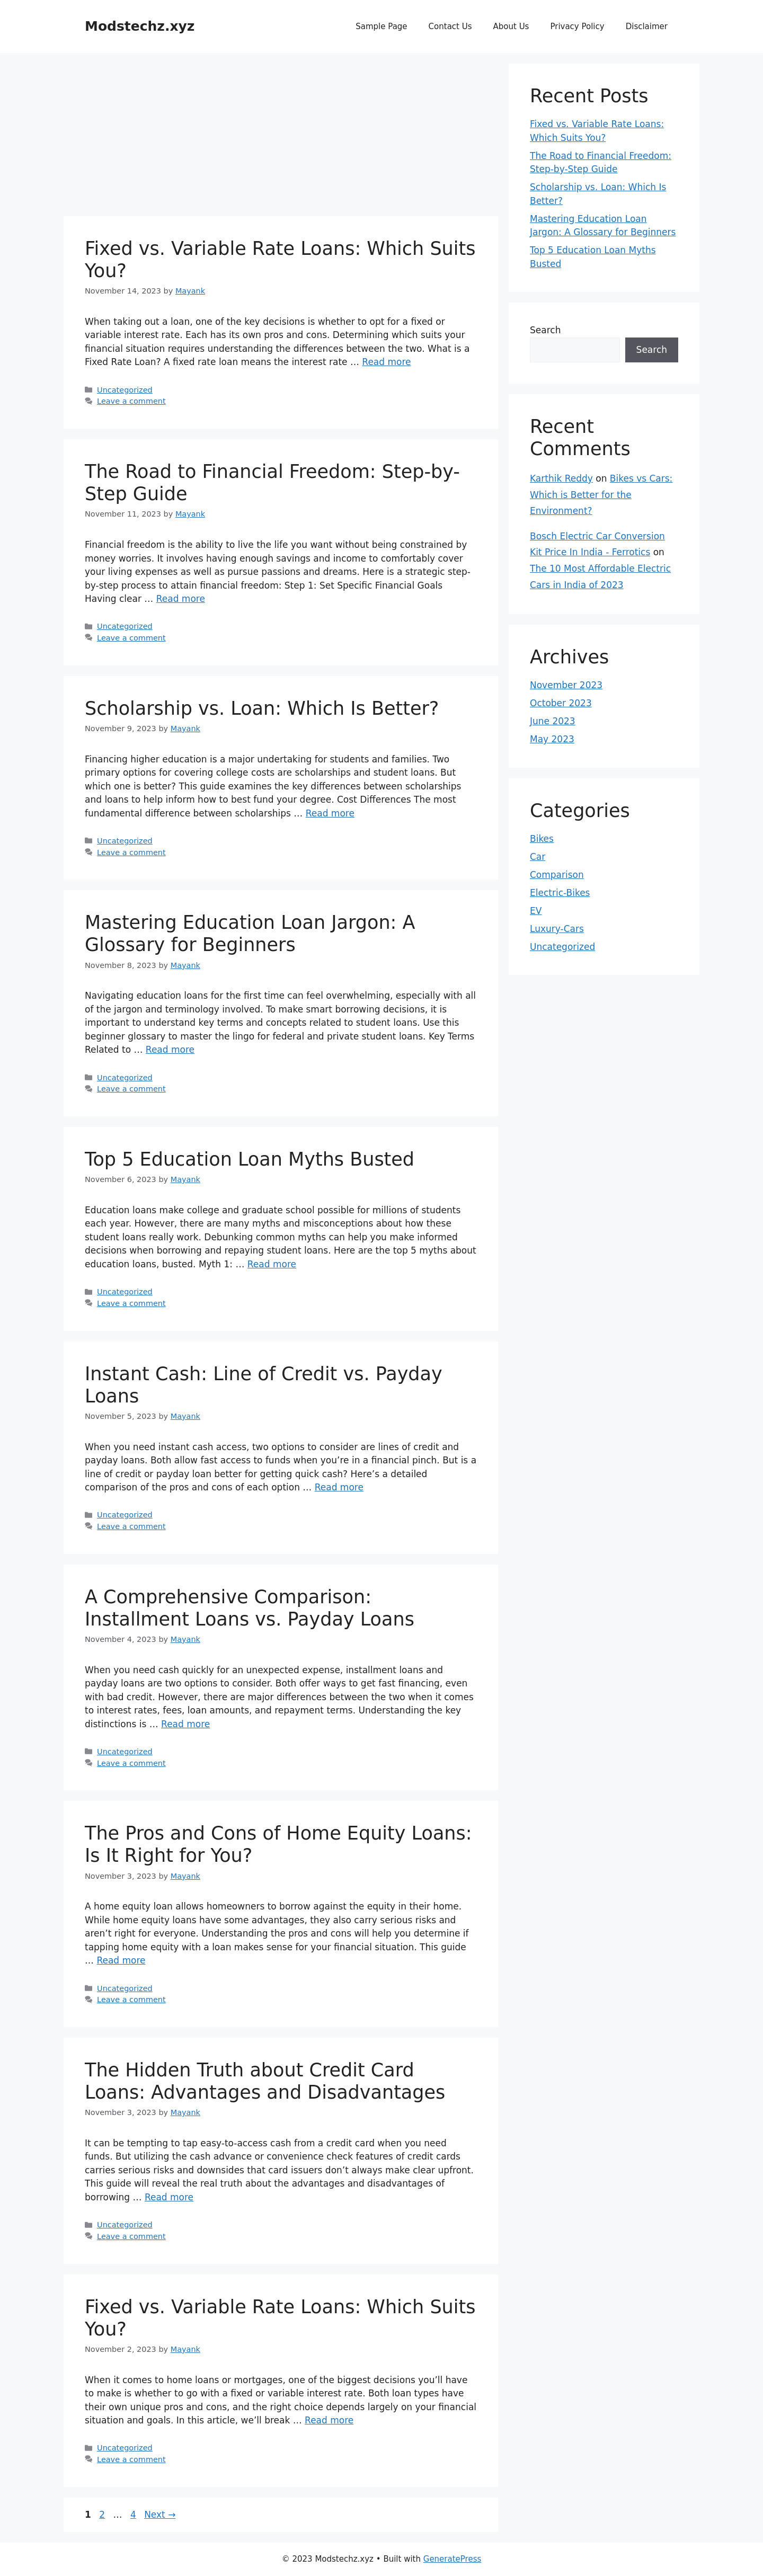 Modstechz.xyz
Sample Page
Contact Us
About Us
Privacy Policy
Disclaimer
Fixed vs. Variable Rate Loans: Which Suits
You?
November 14, 2023 by Mayank
When taking out a loan, one of the key decisions is whether to opt for a fixed or
variable interest rate. Each has its own pros and cons. Determining which suits your
financial situation requires understanding the differences between the two. What is a
Fixed Rate Loan? A fixed rate loan means the interest rate … Read more
Uncategorized
Leave a comment
The Road to Financial Freedom: Step-by-
Step Guide
November 11, 2023 by Mayank
Financial freedom is the ability to live the life you want without being constrained by
money worries. It involves having enough savings and income to comfortably cover
your living expenses as well as pursue passions and dreams. Here is a strategic step-
by-step process to attain financial freedom: Step 1: Set Specific Financial Goals
Having clear … Read more
Uncategorized
Leave a comment
Scholarship vs. Loan: Which Is Better?
November 9, 2023 by Mayank
Financing higher education is a major undertaking for students and families. Two
primary options for covering college costs are scholarships and student loans. But
which one is better? This guide examines the key differences between scholarships
and loans to help inform how to best fund your degree. Cost Differences The most
fundamental difference between scholarships … Read more
Uncategorized
Leave a comment
Mastering Education Loan Jargon: A
Glossary for Beginners
November 8, 2023 by Mayank
Navigating education loans for the first time can feel overwhelming, especially with all
of the jargon and terminology involved. To make smart borrowing decisions, it is
important to understand key terms and concepts related to student loans. Use this
beginner glossary to master the lingo for federal and private student loans. Key Terms
Related to … Read more
Uncategorized
Leave a comment
Top 5 Education Loan Myths Busted
November 6, 2023 by Mayank
Education loans make college and graduate school possible for millions of students
each year. However, there are many myths and misconceptions about how these
student loans really work. Debunking common myths can help you make informed
decisions when borrowing and repaying student loans. Here are the top 5 myths about
education loans, busted. Myth 1: … Read more
Uncategorized
Leave a comment
Instant Cash: Line of Credit vs. Payday
Loans
November 5, 2023 by Mayank
When you need instant cash access, two options to consider are lines of credit and
payday loans. Both allow fast access to funds when you’re in a financial pinch. But is a
line of credit or payday loan better for getting quick cash? Here’s a detailed
comparison of the pros and cons of each option … Read more
Uncategorized
Leave a comment
A Comprehensive Comparison:
Installment Loans vs. Payday Loans
November 4, 2023 by Mayank
When you need cash quickly for an unexpected expense, installment loans and
payday loans are two options to consider. Both offer ways to get fast financing, even
with bad credit. However, there are major differences between the two when it comes
to interest rates, fees, loan amounts, and repayment terms. Understanding the key
distinctions is … Read more
Uncategorized
Leave a comment
The Pros and Cons of Home Equity Loans:
Is It Right for You?
November 3, 2023 by Mayank
A home equity loan allows homeowners to borrow against the equity in their home.
While home equity loans have some advantages, they also carry serious risks and
aren’t right for everyone. Understanding the pros and cons will help you determine if
tapping home equity with a loan makes sense for your financial situation. This guide
… Read more
Uncategorized
Leave a comment
The Hidden Truth about Credit Card
Loans: Advantages and Disadvantages
November 3, 2023 by Mayank
It can be tempting to tap easy-to-access cash from a credit card when you need
funds. But utilizing the cash advance or convenience check features of credit cards
carries serious risks and downsides that card issuers don’t always make clear upfront.
This guide will reveal the real truth about the advantages and disadvantages of
borrowing … Read more
Uncategorized
Leave a comment
Fixed vs. Variable Rate Loans: Which Suits
You?
November 2, 2023 by Mayank
When it comes to home loans or mortgages, one of the biggest decisions you’ll have
to make is whether to go with a fixed or variable interest rate. Both loan types have
their own unique pros and cons, and the right choice depends largely on your financial
situation and goals. In this article, we’ll break … Read more
Uncategorized
Leave a comment
1 2 … 4 Next →
Recent Posts
Fixed vs. Variable Rate Loans:
Which Suits You?
The Road to Financial Freedom:
Step-by-Step Guide
Scholarship vs. Loan: Which Is
Better?
Mastering Education Loan
Jargon: A Glossary for Beginners
Top 5 Education Loan Myths
Busted
Search
Search
Recent
Comments
Karthik Reddy on Bikes vs Cars:
Which is Better for the
Environment?
Bosch Electric Car Conversion
Kit Price In India - Ferrotics on
The 10 Most Affordable Electric
Cars in India of 2023
Archives
November 2023
October 2023
June 2023
May 2023
Categories
Bikes
Car
Comparison
Electric-Bikes
EV
Luxury-Cars
Uncategorized
© 2023 Modstechz.xyz • Built with GeneratePress